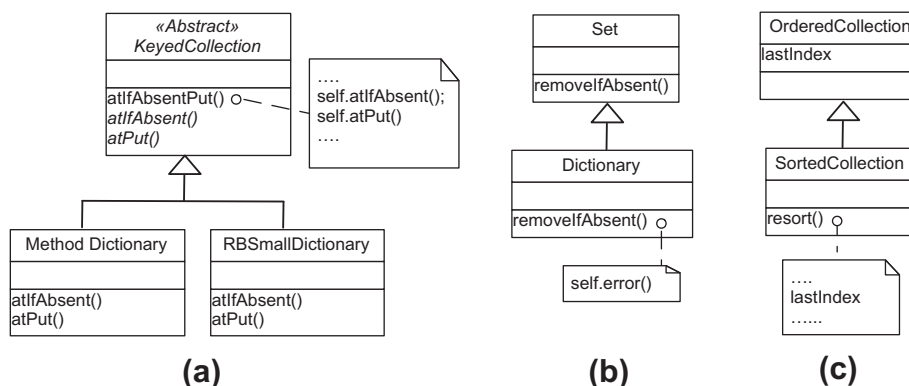 «Abstract»
KeyedCollection
atIfAbsentPut()
atIfAbsent()
atPut()
....
self.atIfAbsent();
self.atPut()
....
Method Dictionary
atIfAbsent()
atPut()
RBSmallDictionary
atIfAbsent()
atPut()
(a)
Set
removeIfAbsent()
Dictionary
removeIfAbsent()
self.error()
(b)
OrderedCollection
lastIndex
SortedCollection
resort()
....
lastIndex
…...
(c)